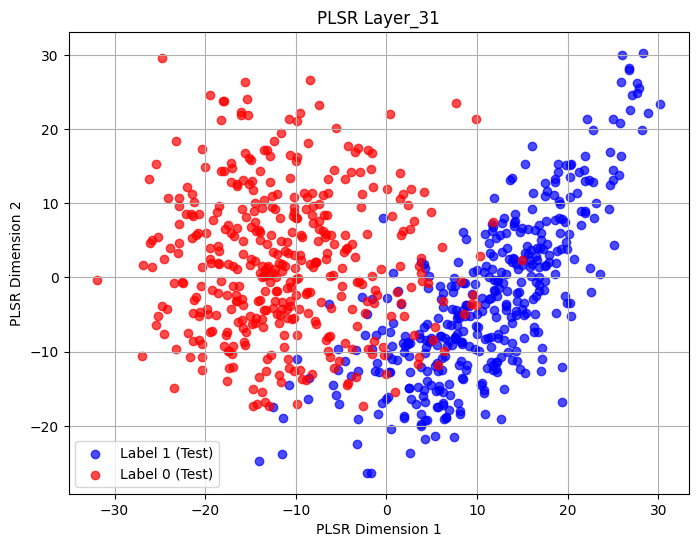 PLSR Layer_31
PLSR Dimension 2
30
20
10
0
−10
−20
Label 1 (Test)
Label 0 (Test)
−30
−20
−10
0
10
20
30
PLSR Dimension 1